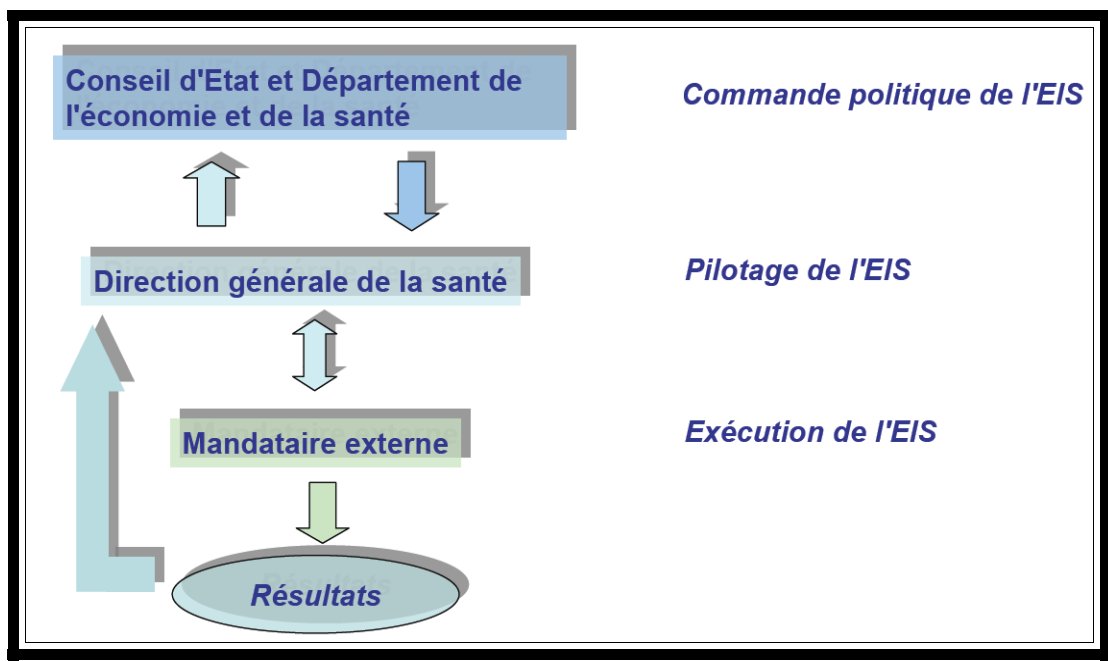 Conseil d'Etat et Département de
l'économie et de la santé
Commande politique de l'EIS
Direction générale de la santé
Pilotage de l'EIS
Mandataire externe
Exécution de l'EIS
Résultats